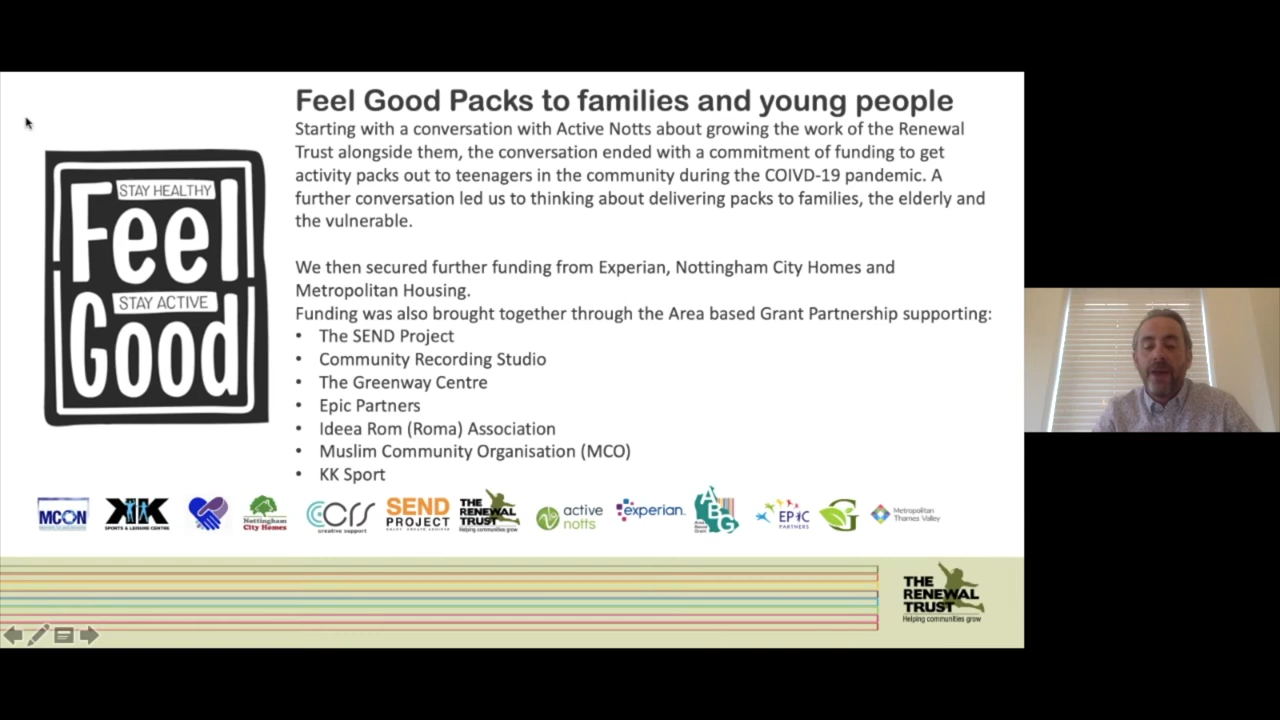 Feel Good Packs to families and young people
Starting with a conversation with Active Notts about growing the work of the Renewal
Trust alongside them, the conversation ended with a commitment of funding to get
activity packs out to teenagers in the community during the COIVD-19 pandemic. A
further conversation led us to thinking about delivering packs to families, the elderly and
the vulnerable.
We then secured further funding from Experian, Nottingham City Homes and
Metropolitan Housing.
Funding was also brought together through the Area based Grant Partnership supporting:
• The SEND Project
• Community Recording Studio
• The Greenway Centre
• Epic Partners
• Ideea Rom (Roma) Association
• Muslim Community Organisation (MCO)
• KK Sport
STAY HEALTHY
Feel
STAY ACTIVE
Good
KK
SPORTS & LEISURE CENTRE
Nottingham
City Homes
crs
creative support
SEND
PROJECT
THE
RENEWAL
TRUST
Helping communities grow
active
notts
experian.
ABG
EPIC
PARTNERS
Metropolitan
Thames Valley
THE
RENEWAL
TRUST
Helping communities grow